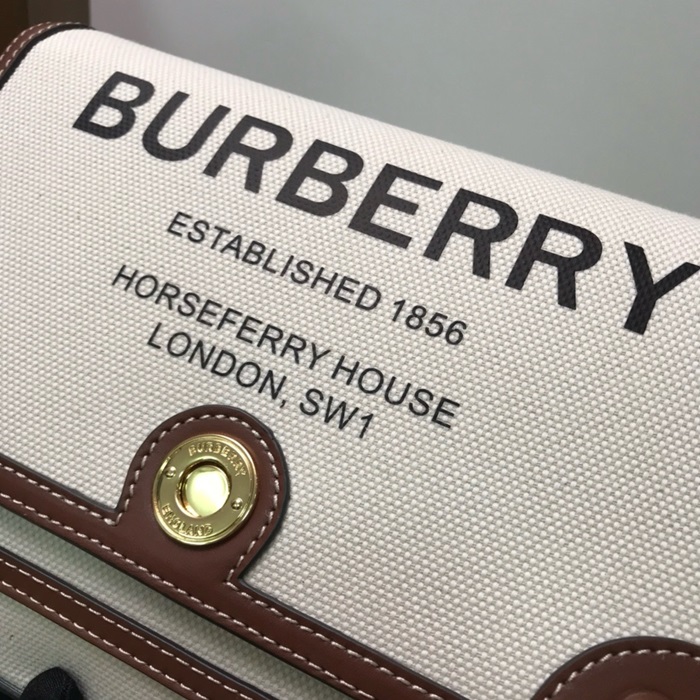 BURBERRY
ESTABLISHED 1856
HORSEFERRY HOUSE
LONDON, SW1
BURBERRY
ENGLAND